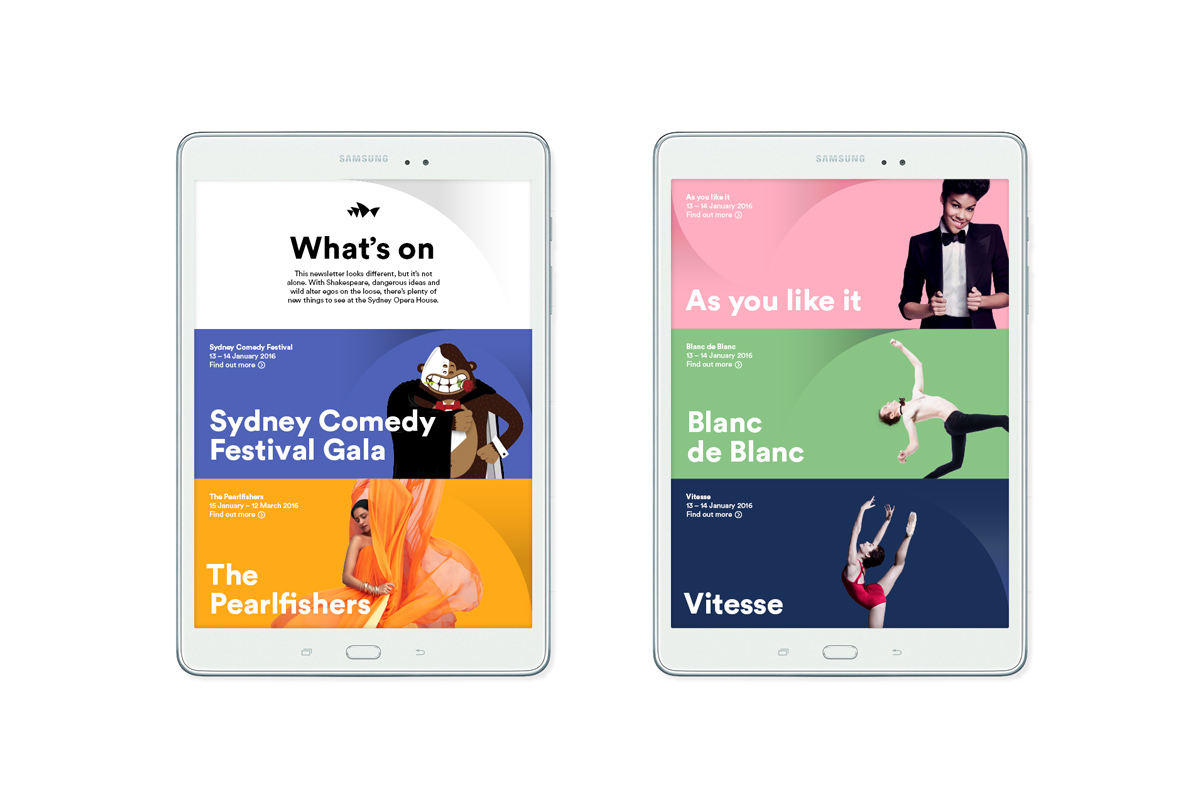 SAMSUNG
What's on
This newsletter looks different, but it's not
alone. With Shakespeare, dangerous ideas and
wild alter egos on the loose, there's plenty of
new things to see at the Sydney Opera House.
Sydney Comedy Festival
13 – 14 January 2016
Find out more
Sydney Comedy
Festival Gala
The Pearlfishers
15 January – 12 March 2016
Find out more
The
Pearlfishers
SAMSUNG
As you like it
13 – 14 January 2016
Find out more
As you like it
Blanc de Blanc
13 – 14 January 2016
Find out more
Blanc
de Blanc
Vitesse
13 – 14 January 2016
Find out more
Vitesse